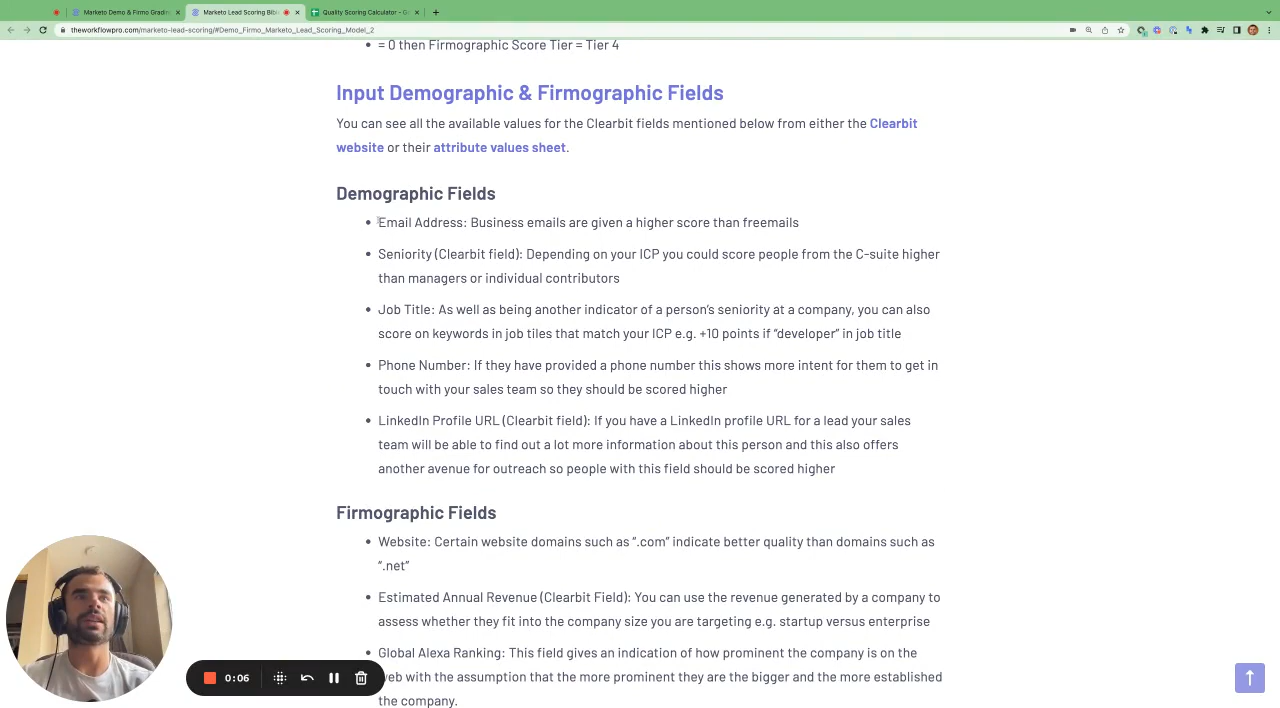 Marketo Demo & Firmo Gradin
Marketo Lead Scoring Bibl
Quality Scoring Calculator - G
theworkflowpro.com/marketo-lead-scoring/#Demo_Firmo_Marketo_Lead_Scoring_Model_2
= 0 then Firmographic Score Tier = Tier 4
Input Demographic & Firmographic Fields
You can see all the available values for the Clearbit fields mentioned below from either the Clearbit
website or their attribute values sheet.
Demographic Fields
Email Address: Business emails are given a higher score than freemails
Seniority (Clearbit field): Depending on your ICP you could score people from the C-suite higher
than managers or individual contributors
Job Title: As well as being another indicator of a person's seniority at a company, you can also
score on keywords in job tiles that match your ICP e.g. +10 points if “developer” in job title
Phone Number: If they have provided a phone number this shows more intent for them to get in
touch with your sales team so they should be scored higher
LinkedIn Profile URL (Clearbit field): If you have a LinkedIn profile URL for a lead your sales
team will be able to find out a lot more information about this person and this also offers
another avenue for outreach so people with this field should be scored higher
Firmographic Fields
Website: Certain website domains such as “.com” indicate better quality than domains such as
“.net”
Estimated Annual Revenue (Clearbit Field): You can use the revenue generated by a company to
assess whether they fit into the company size you are targeting e.g. startup versus enterprise
Global Alexa Ranking: This field gives an indication of how prominent the company is on the
web with the assumption that the more prominent they are the bigger and the more established
the company.
0:06